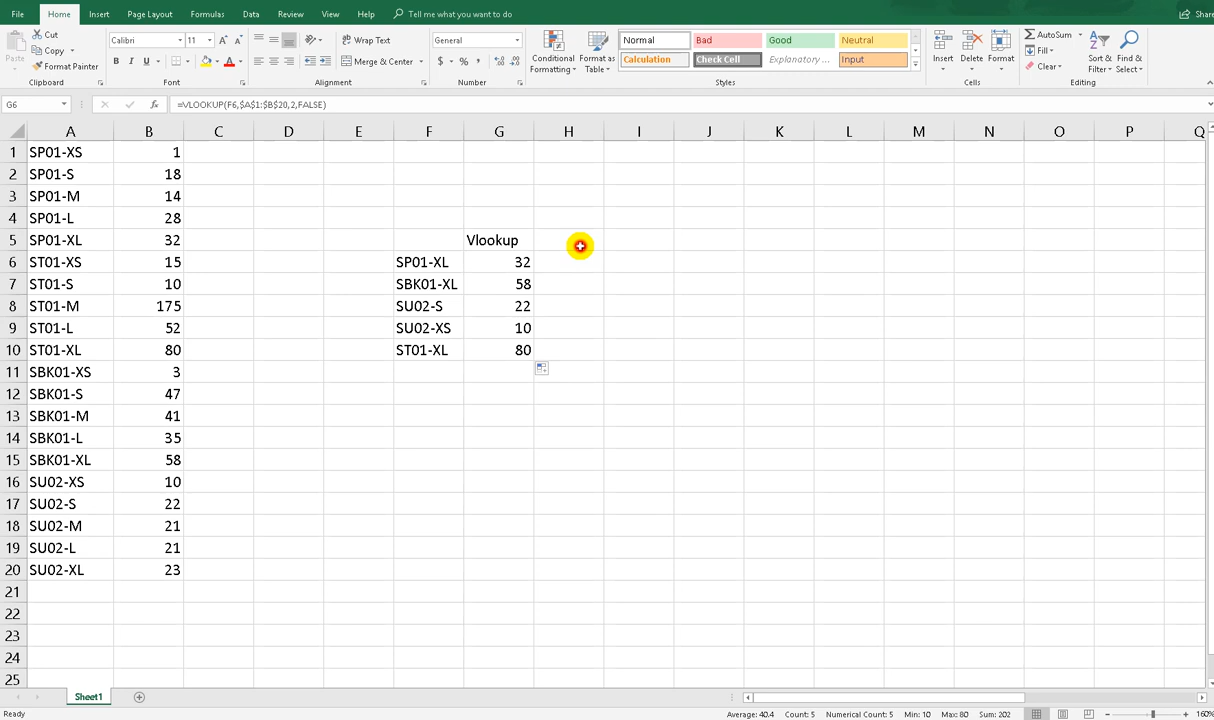 File Home Insert Page Layout Formulas Data Review View Help Tell me what you want to do Share
Cut Calibri 11 Wrap Text General Normal Bad Good Neutral AutoSum
Paste Copy Conditional Format as Calculation Check Cell Explanatory ... Input Insert Delete Format Fill Sort & Find &
Format Painter B I U Merge & Center $ % Formatting Table Clear Filter Select
Clipboard Font Alignment Number Styles Cells Editing
G6 fx =VLOOKUP(F6,$A$1:$B$20,2,FALSE)
A B C D E F G H I J K L M N O P Q
1 SP01-XS 1
2 SP01-S 18
3 SP01-M 14
4 SP01-L 28
5 SP01-XL 32 Vlookup
6 ST01-XS 15 SP01-XL 32
7 ST01-S 10 SBK01-XL 58
8 ST01-M 175 SU02-S 22
9 ST01-L 52 SU02-XS 10
10 ST01-XL 80 ST01-XL 80
11 SBK01-XS 3
12 SBK01-S 47
13 SBK01-M 41
14 SBK01-L 35
15 SBK01-XL 58
16 SU02-XS 10
17 SU02-S 22
18 SU02-M 21
19 SU02-L 21
20 SU02-XL 23
21
22
23
24
25
Sheet1
Ready Average: 40.4 Count: 5 Numerical Count: 5 Min: 10 Max: 80 Sum: 202 160%